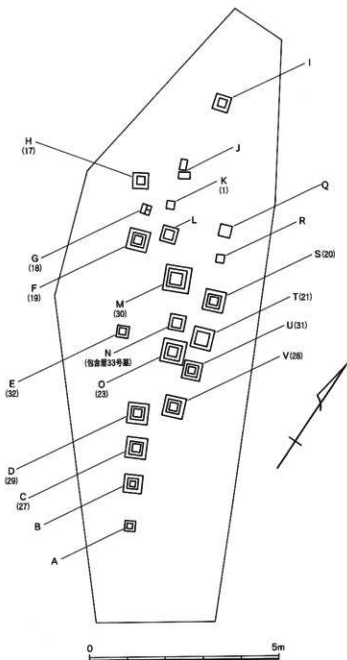 I
H
(17)
J
K
(1)
Q
G
(18)
L
R
F
(19)
S(20)
M
(30)
T(21)
N
(包含層33号墓)
U(31)
E
(32)
O
(23)
V(28)
D
(29)
C
(27)
B
A
0
5m